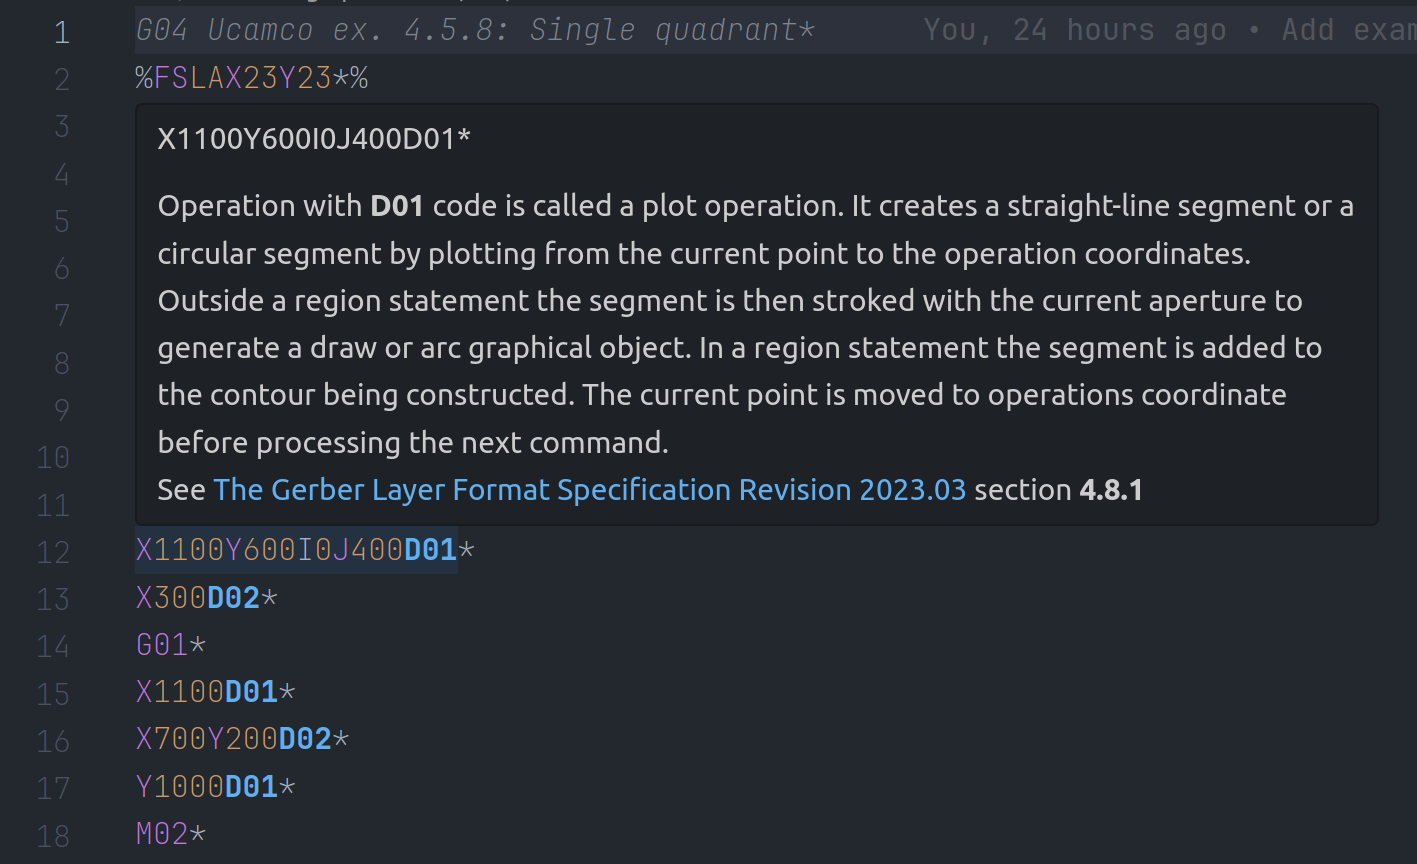 1 G04 Ucamco ex. 4.5.8: Single quadrant* You, 24 hours ago • Add exam
2 %FSLAX23Y23*%
3
4
5
6
7
8
9
10
11
X1100Y600I0J400D01*
Operation with D01 code is called a plot operation. It creates a straight-line segment or a
circular segment by plotting from the current point to the operation coordinates.
Outside a region statement the segment is then stroked with the current aperture to
generate a draw or arc graphical object. In a region statement the segment is added to
the contour being constructed. The current point is moved to operations coordinate
before processing the next command.
See The Gerber Layer Format Specification Revision 2023.03 section 4.8.1
12 X1100Y600I0J400D01*
13 X300D02*
14 G01*
15 X1100D01*
16 X700Y200D02*
17 Y1000D01*
18 M02*